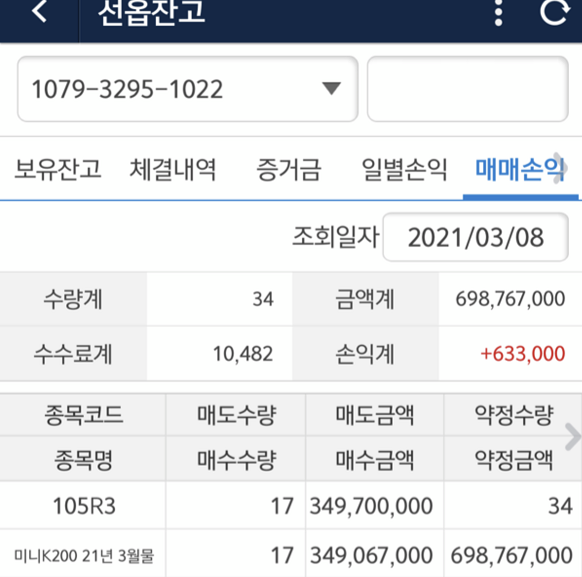 선옵잔고
1079-3295-1022
보유잔고 체결내역 증거금 일별손익 매매손익
조회일자 2021/03/08
수량계 34 금액계 698,767,000
수수료계 10,482 손익계 +633,000
종목코드 매도수량 매도금액 약정수량
종목명 매수수량 매수금액 약정금액
105R3 17 349,700,000 34
미니K200 21년 3월물 17 349,067,000 698,767,000